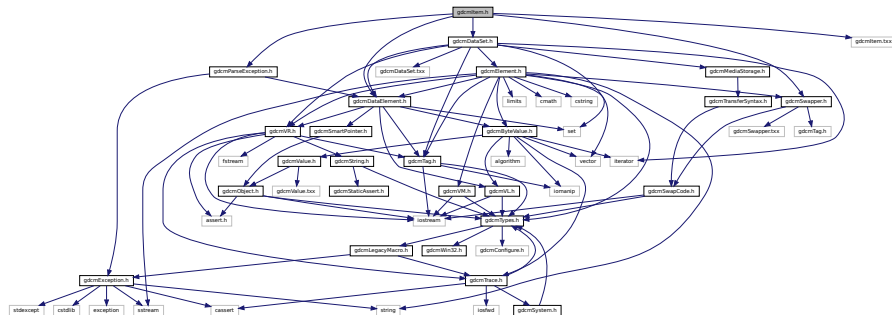 gdcmItem.h
gdcmDataSet.h
gdcmItem.txx
gdcmParseException.h
gdcmDataSet.txx
gdcmElement.h
gdcmMediaStorage.h
gdcmDataElement.h
limits
cmath
cstring
gdcmTransferSyntax.h
gdcmSwapper.h
gdcmVR.h
gdcmSmartPointer.h
gdcmByteValue.h
set
gdcmSwapper.txx
gdcmTag.h
fstream
gdcmValue.h
gdcmString.h
gdcmTag.h
algorithm
vector
iterator
gdcmObject.h
gdcmValue.txx
gdcmStaticAssert.h
gdcmVM.h
gdcmVL.h
iomanip
gdcmSwapCode.h
assert.h
iostream
gdcmTypes.h
gdcmLegacyMacro.h
gdcmWin32.h
gdcmConfigure.h
gdcmException.h
gdcmTrace.h
stdexcept
cstdlib
exception
sstream
cassert
string
iosfwd
gdcmSystem.h